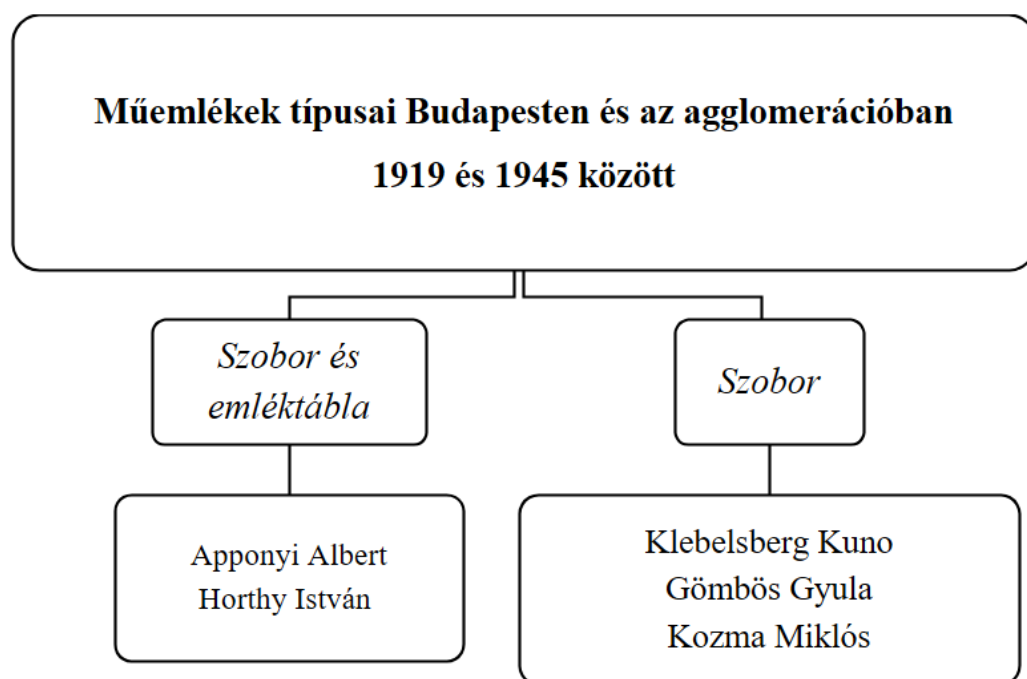 Műemlékek típusai Budapesten és az agglomerációban
1919 és 1945 között
Szobor és
emléktábla
Szobor
Apponyi Albert
Horthy István
Klebelsberg Kuno
Gömbös Gyula
Kozma Miklós